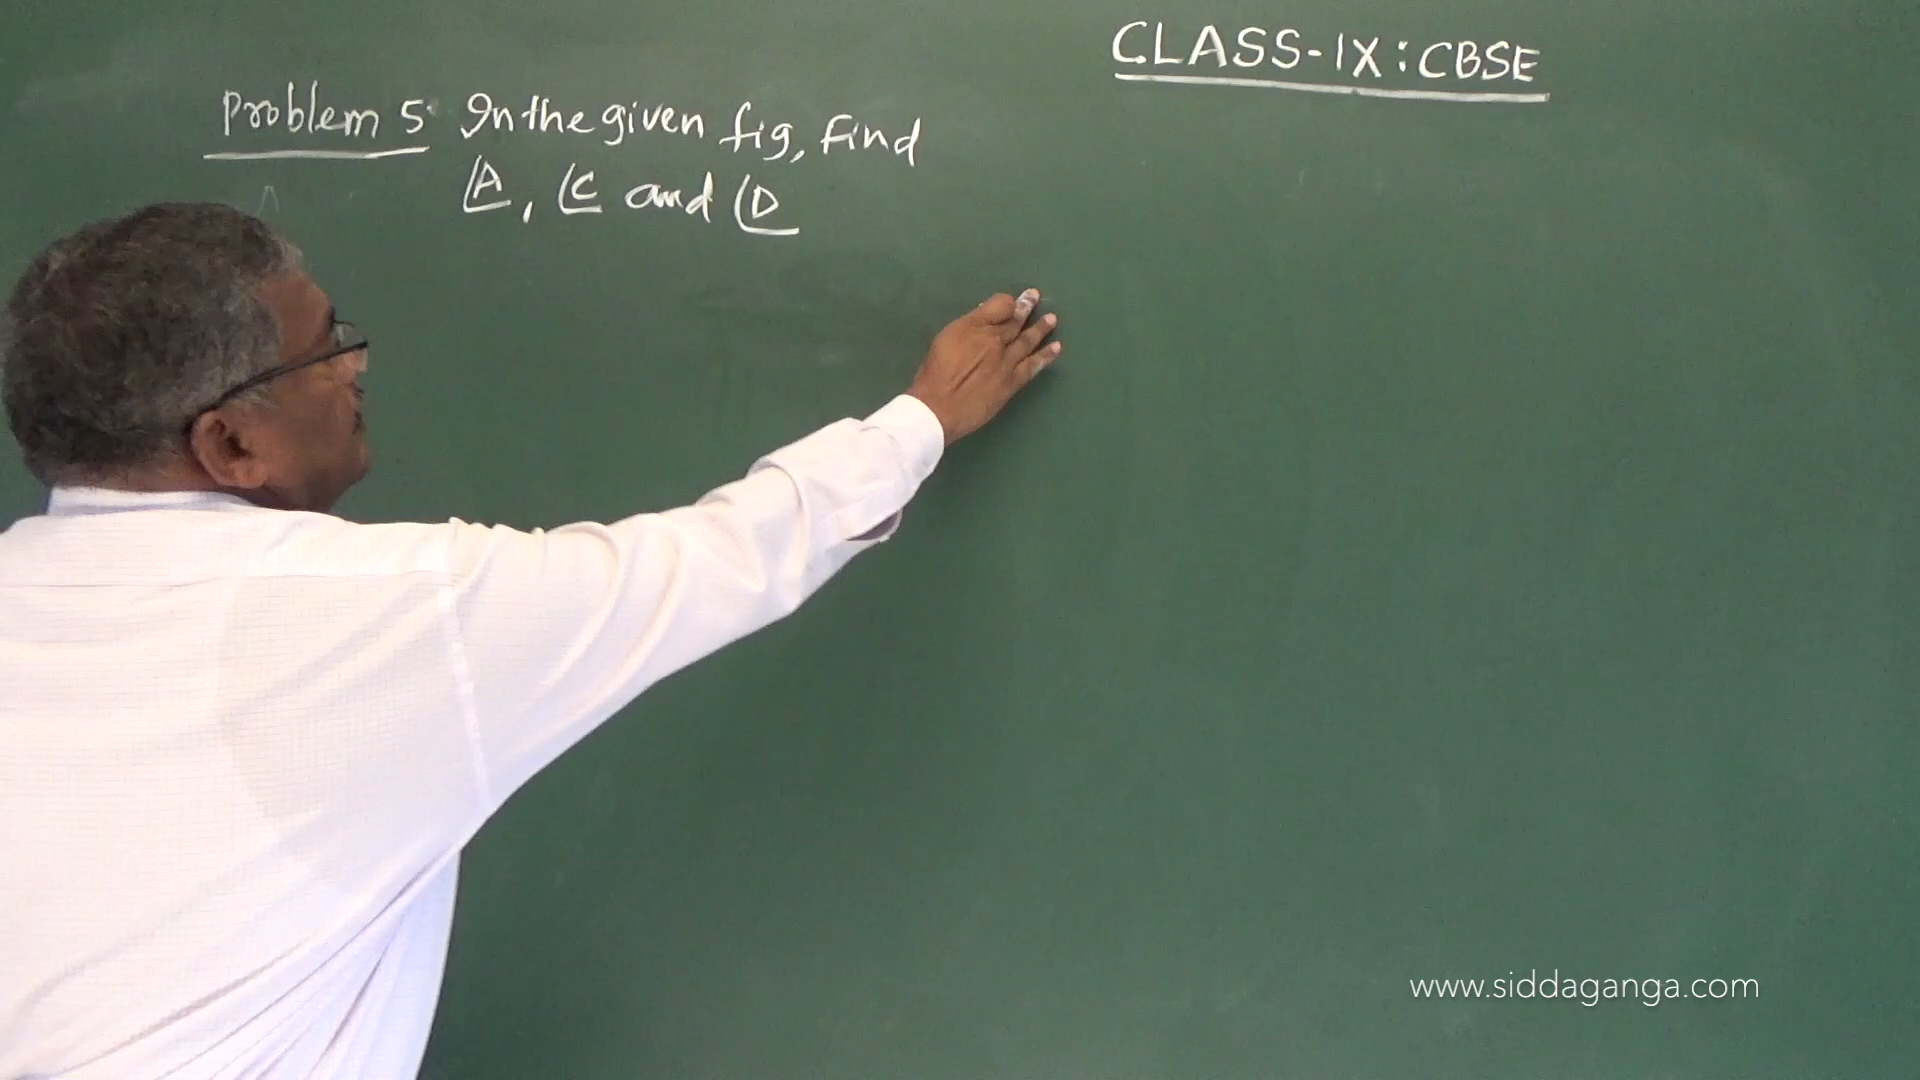 CLASS-IX : CBSE
Problem 5. In the given fig, find
∠A, ∠C and ∠D
www.siddaganga.com